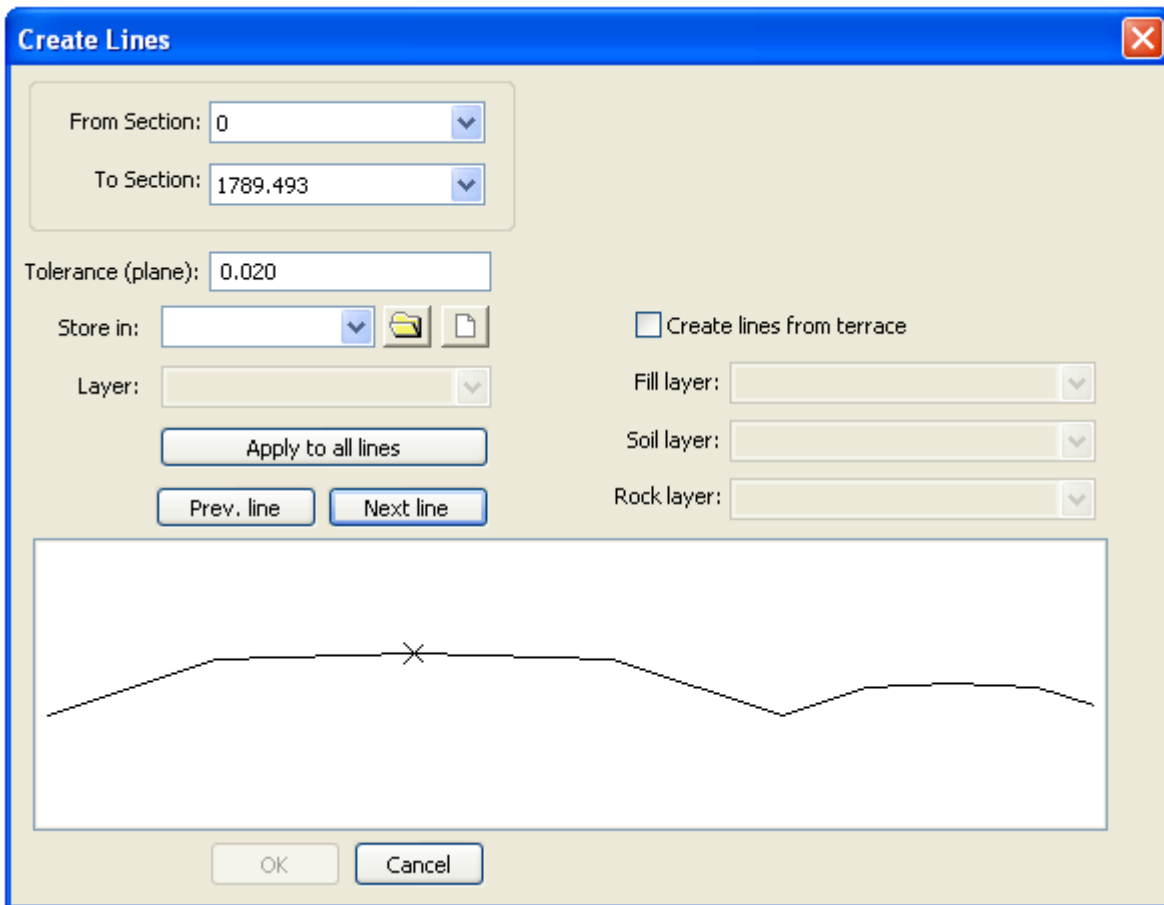 Create Lines
From Section: 0
To Section: 1789.493
Tolerance (plane): 0.020
Store in:
Create lines from terrace
Layer:
Fill layer:
Apply to all lines
Soil layer:
Prev. line
Next line
Rock layer:
OK
Cancel